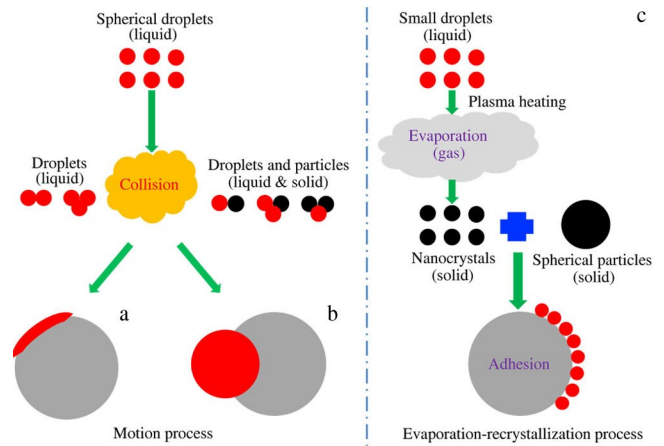 Spherical droplets
(liquid)
Droplets
(liquid)
Collision
Droplets and particles
(liquid & solid)
a
b
Motion process
c
Small droplets
(liquid)
Plasma heating
Evaporation
(gas)
Nanocrystals
(solid)
Spherical particles
(solid)
Adhesion
Evaporation-recrystallization process